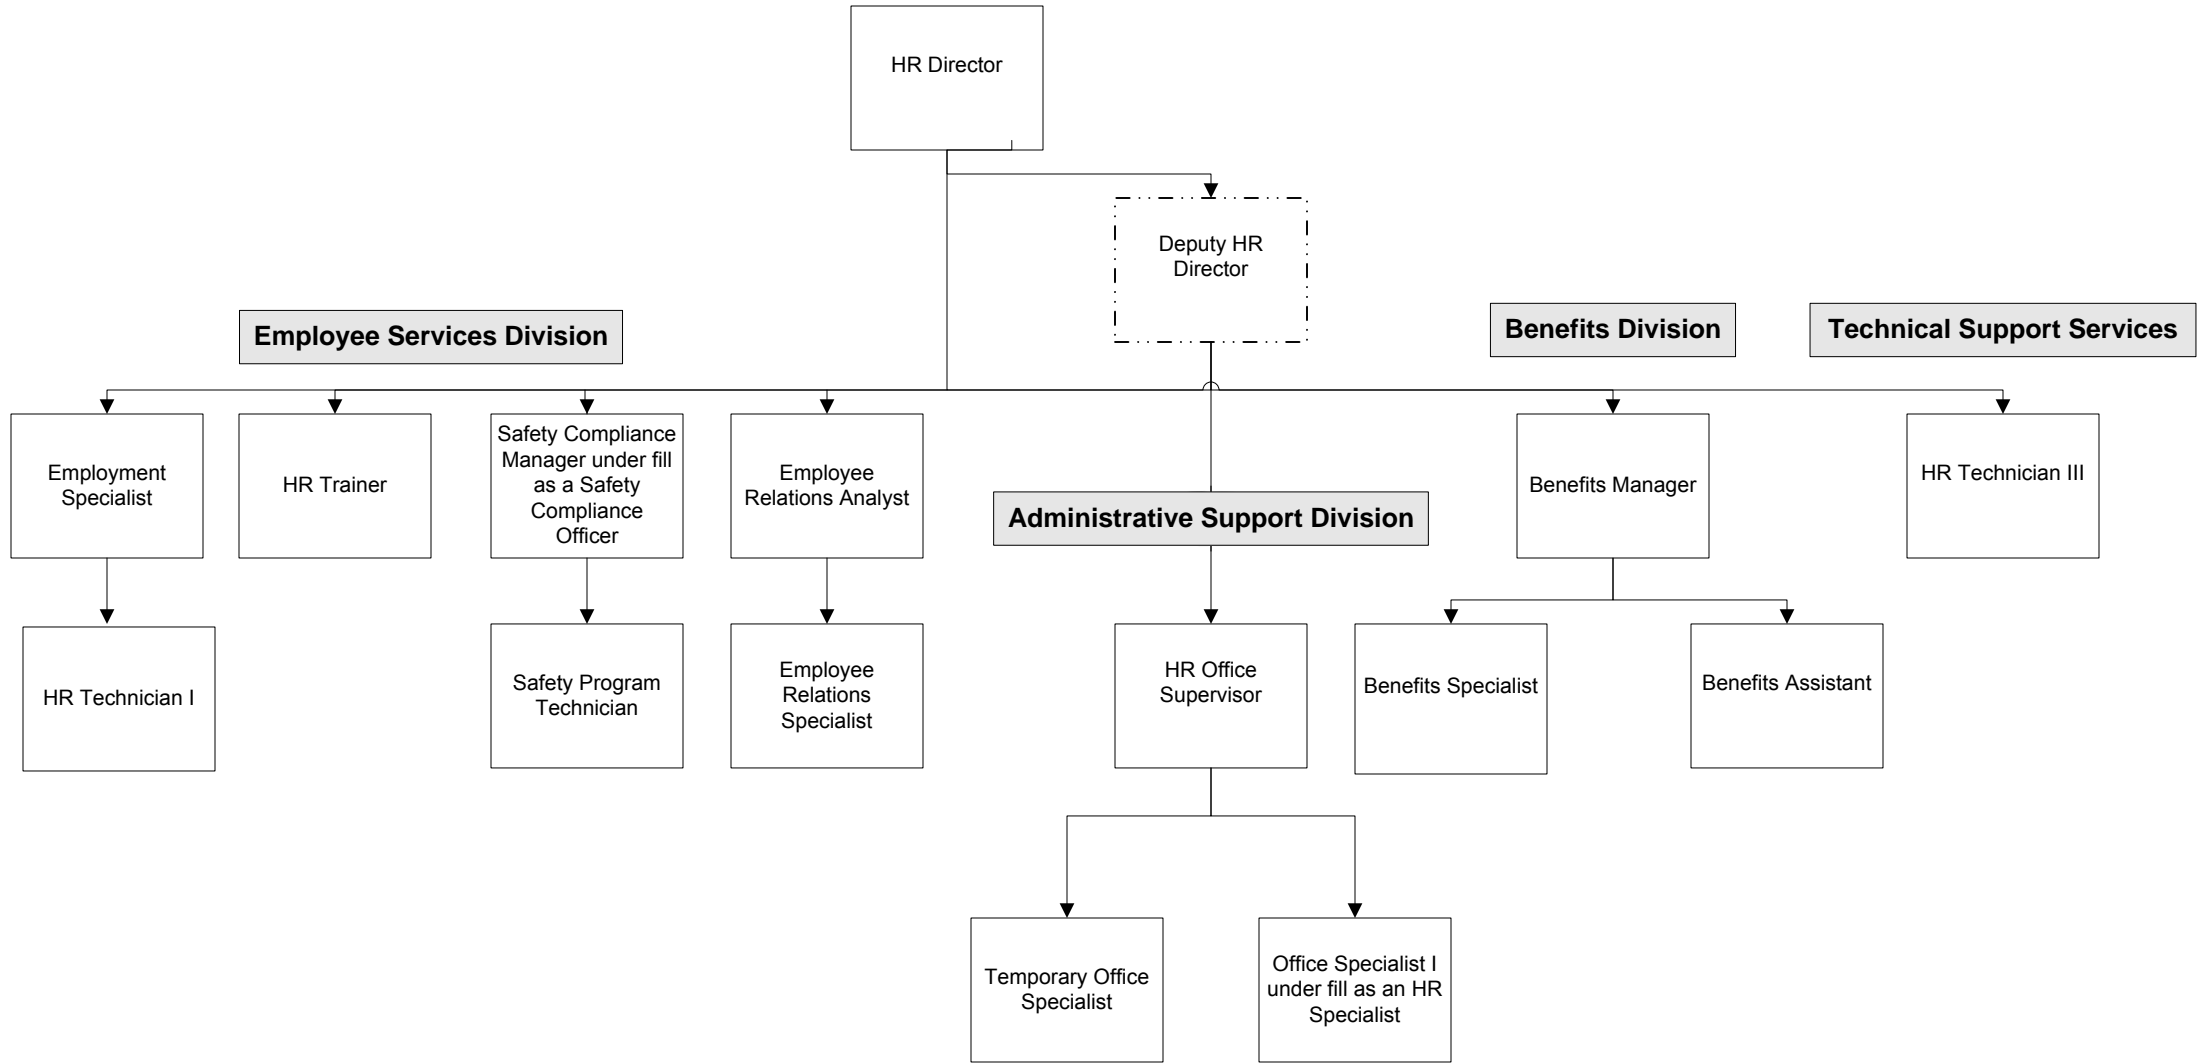 HR Director
Deputy HR
Director
Employee Services Division
Benefits Division
Technical Support Services
Employment
Specialist
HR Trainer
Safety Compliance
Manager under fill
as a Safety
Compliance
Officer
Employee
Relations Analyst
Administrative Support Division
Benefits Manager
HR Technician III
HR Technician I
Safety Program
Technician
Employee
Relations
Specialist
HR Office
Supervisor
Benefits Specialist
Benefits Assistant
Temporary Office
Specialist
Office Specialist I
under fill as an HR
Specialist